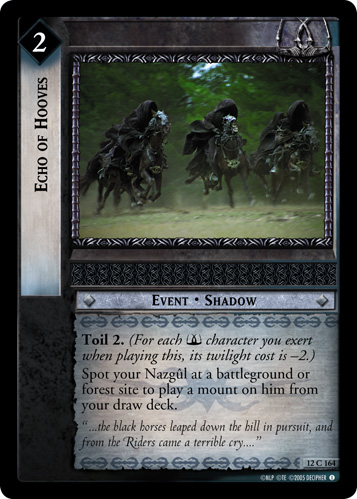 2
Echo of Hooves
Event • Shadow
Toil 2. (For each character you exert
when playing this, its twilight cost is –2.)
Spot your Nazgûl at a battleground or
forest site to play a mount on him from
your draw deck.
“...the black horses leaped down the hill in pursuit, and
from the Riders came a terrible cry....”
12 C 164
©NLP ©TE ©2005 DECIPHER